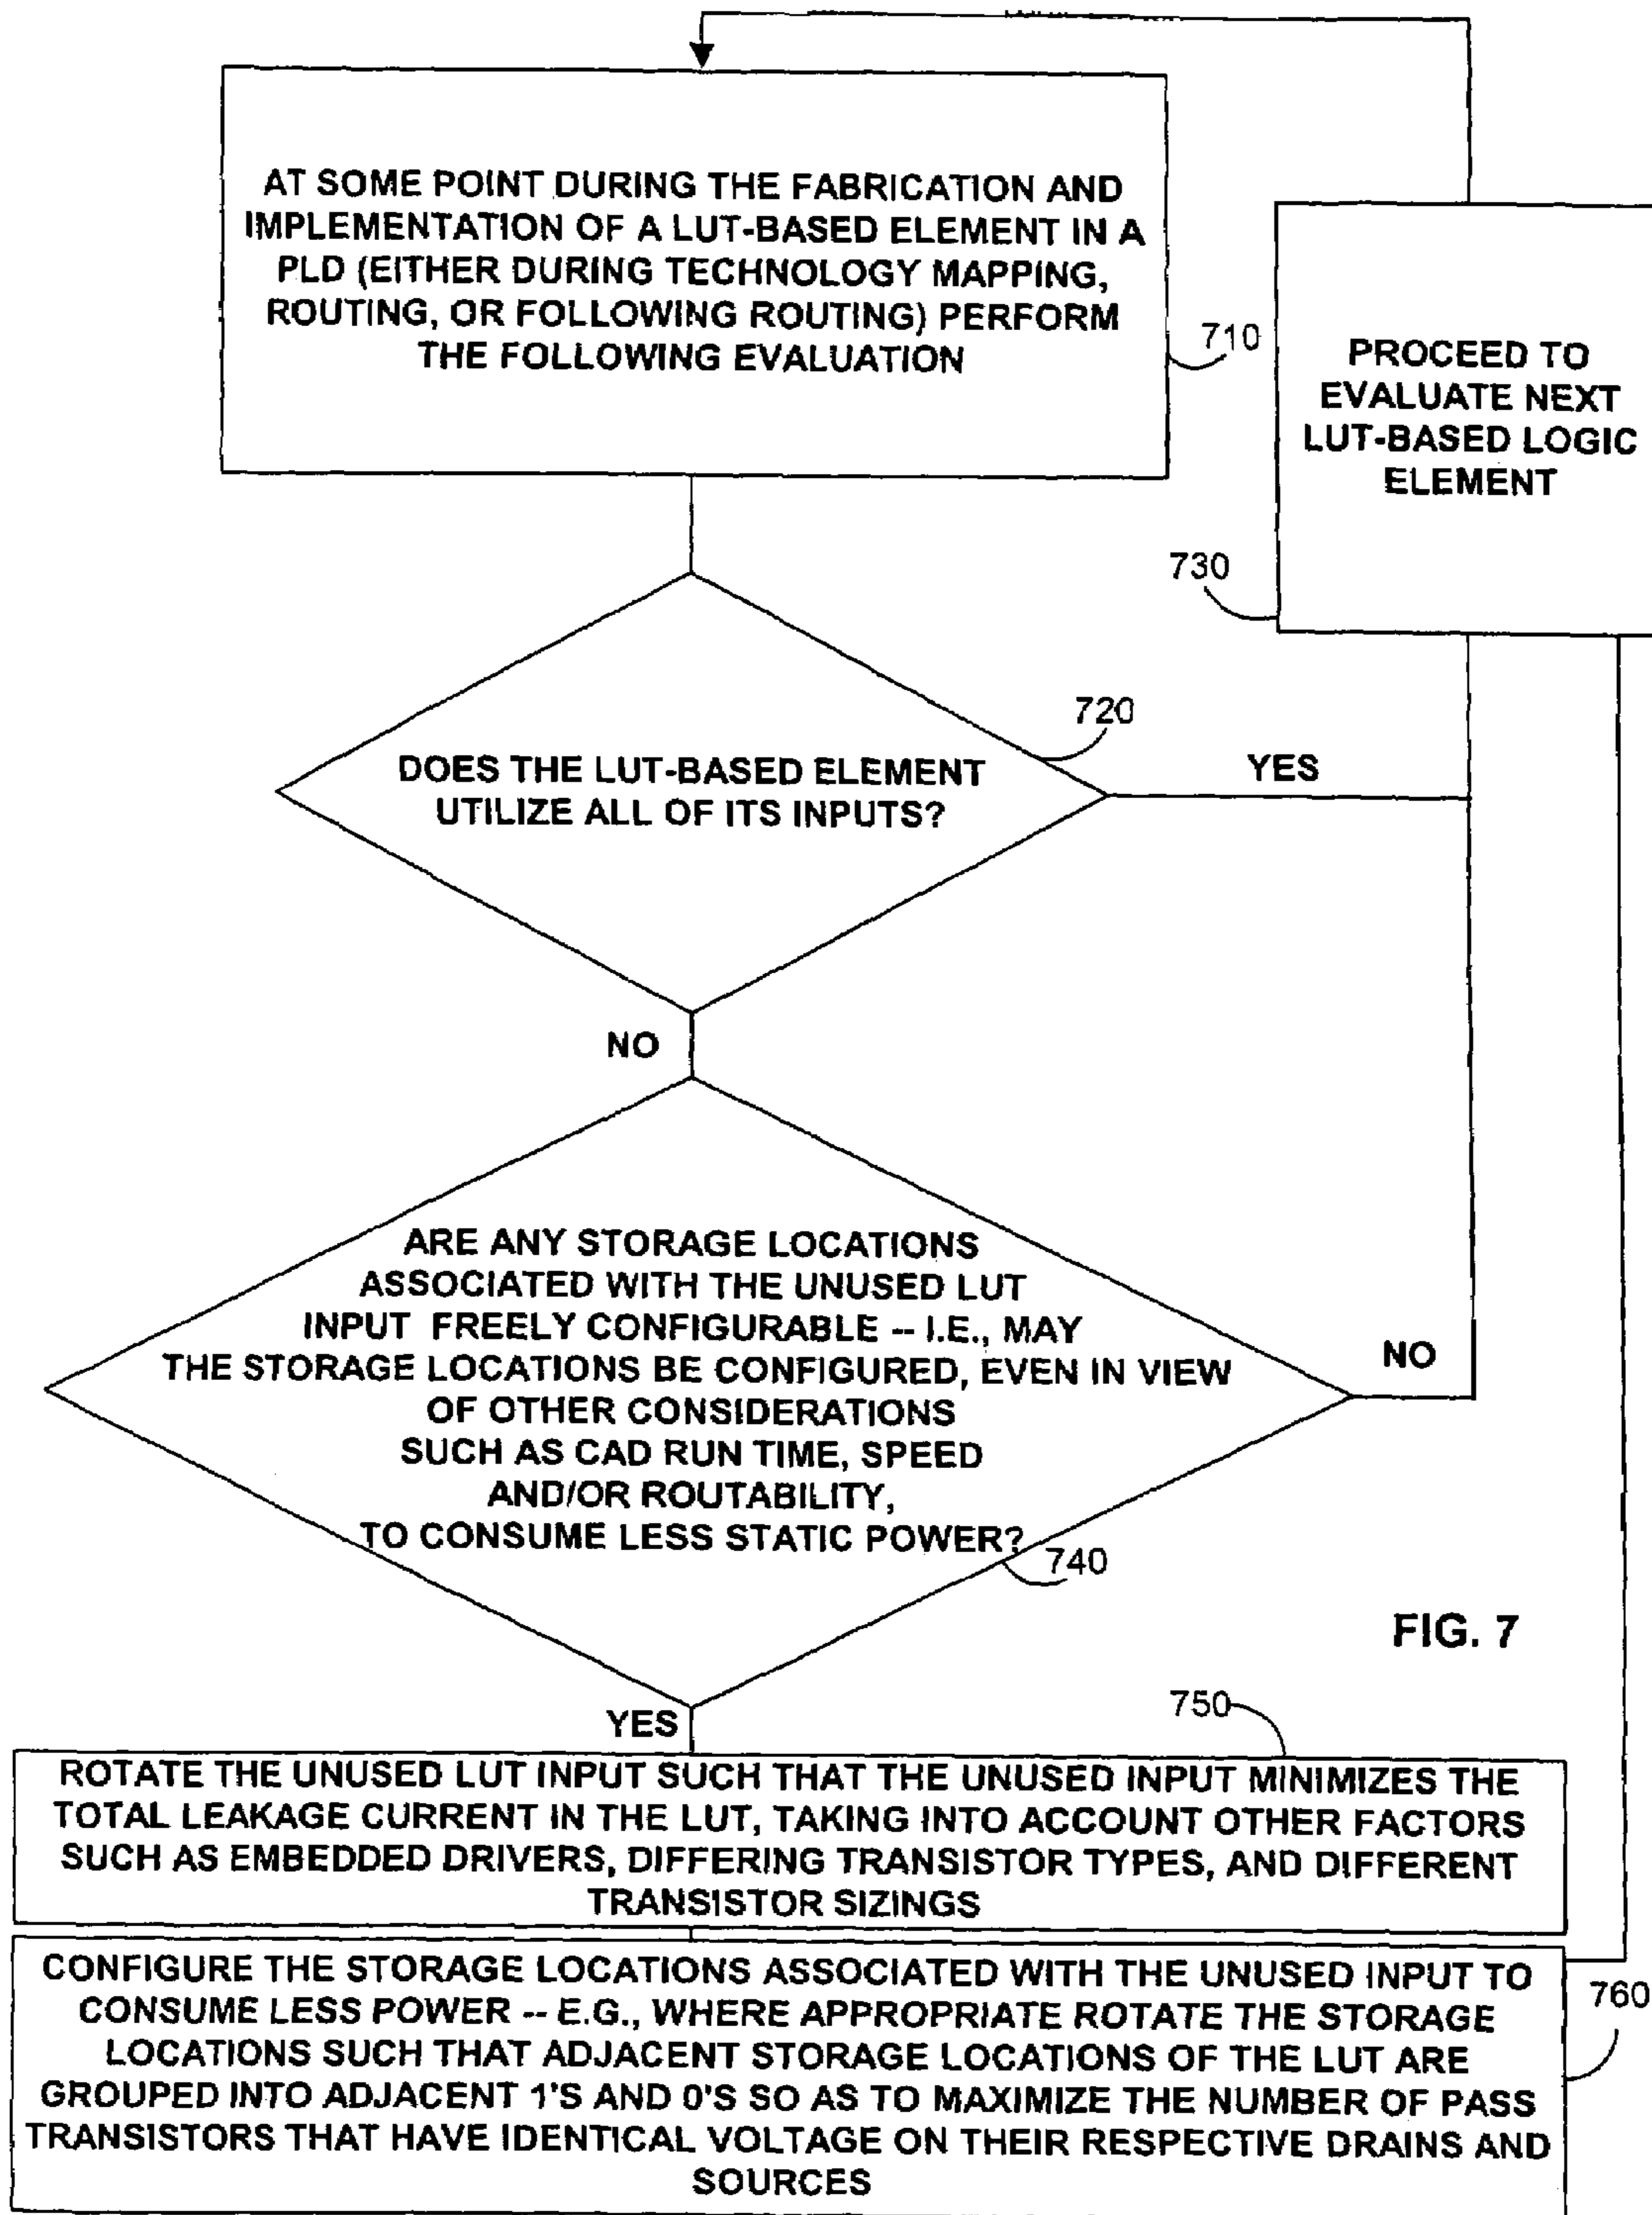 AT SOME POINT DURING THE FABRICATION AND
IMPLEMENTATION OF A LUT-BASED ELEMENT IN A
PLD (EITHER DURING TECHNOLOGY MAPPING,
ROUTING, OR FOLLOWING ROUTING) PERFORM
THE FOLLOWING EVALUATION
710
PROCEED TO
EVALUATE NEXT
LUT-BASED LOGIC
ELEMENT
730
720
DOES THE LUT-BASED ELEMENT
UTILIZE ALL OF ITS INPUTS?
YES
NO
ARE ANY STORAGE LOCATIONS
ASSOCIATED WITH THE UNUSED LUT
INPUT FREELY CONFIGURABLE -- I.E., MAY
THE STORAGE LOCATIONS BE CONFIGURED, EVEN IN VIEW
OF OTHER CONSIDERATIONS
SUCH AS CAD RUN TIME, SPEED
AND/OR ROUTABILITY,
TO CONSUME LESS STATIC POWER?
NO
740
FIG. 7
YES
750
ROTATE THE UNUSED LUT INPUT SUCH THAT THE UNUSED INPUT MINIMIZES THE
TOTAL LEAKAGE CURRENT IN THE LUT, TAKING INTO ACCOUNT OTHER FACTORS
SUCH AS EMBEDDED DRIVERS, DIFFERING TRANSISTOR TYPES, AND DIFFERENT
TRANSISTOR SIZINGS
CONFIGURE THE STORAGE LOCATIONS ASSOCIATED WITH THE UNUSED INPUT TO
CONSUME LESS POWER -- E.G., WHERE APPROPRIATE ROTATE THE STORAGE
LOCATIONS SUCH THAT ADJACENT STORAGE LOCATIONS OF THE LUT ARE
GROUPED INTO ADJACENT 1'S AND 0'S SO AS TO MAXIMIZE THE NUMBER OF PASS
TRANSISTORS THAT HAVE IDENTICAL VOLTAGE ON THEIR RESPECTIVE DRAINS AND
SOURCES
760